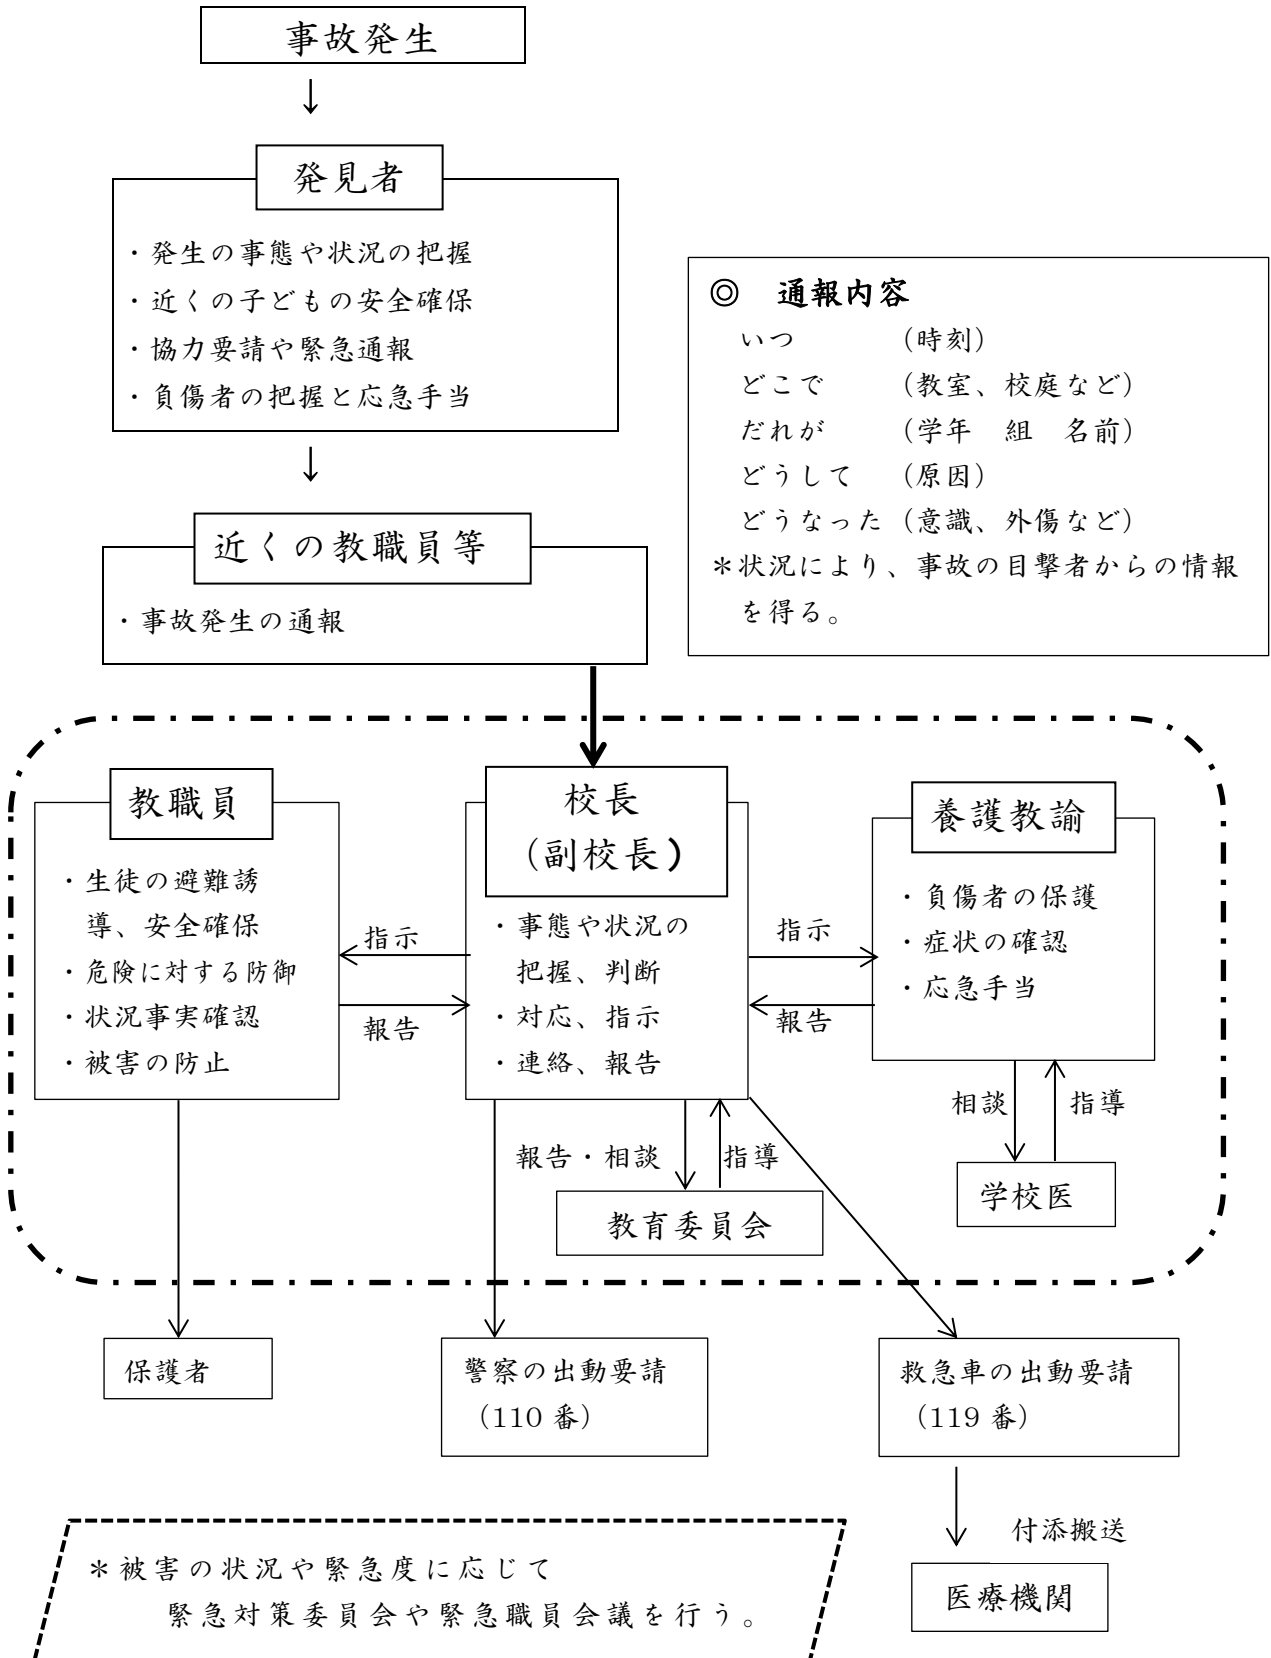 事故発生
↓
発見者
・発生の事態や状況の把握
・近くの子どもの安全確保
・協力要請や緊急通報
・負傷者の把握と応急手当
◎　通報内容
いつ　（時刻）
どこで　（教室、校庭など）
だれが　（学年　組　名前）
どうして　（原因）
どうなった（意識、外傷など）
＊状況により、事故の目撃者からの情報
を得る。
↓
近くの教職員等
・事故発生の通報
教職員
・生徒の避難誘
導、安全確保
・危険に対する防御
・状況事実確認
・被害の防止
指示
報告
校長
（副校長）
・事態や状況の
把握、判断
・対応、指示
・連絡、報告
指示
報告
養護教諭
・負傷者の保護
・症状の確認
・応急手当
報告・相談
指導
教育委員会
相談
指導
学校医
保護者
警察の出動要請
（110 番）
救急車の出動要請
（119 番）
付添搬送
医療機関
＊被害の状況や緊急度に応じて
緊急対策委員会や緊急職員会議を行う。